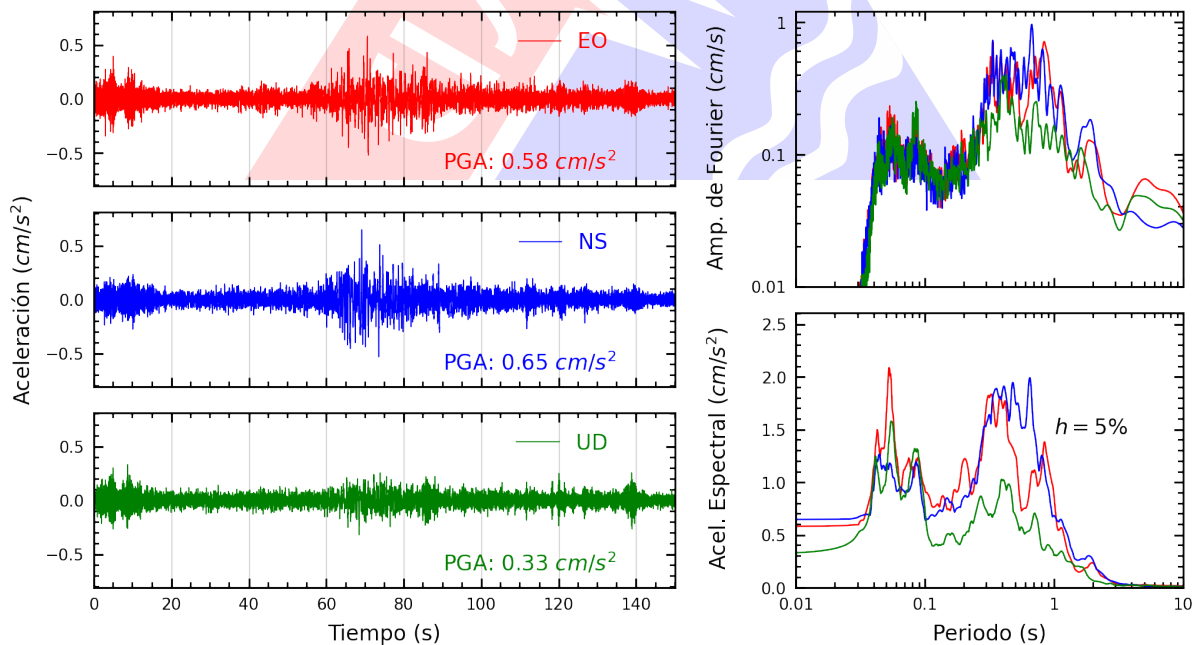 Aceleración (cm/s²)
0.5
0.0
−0.5
EO
PGA: 0.58 cm/s²
0.5
0.0
−0.5
NS
PGA: 0.65 cm/s²
0.5
0.0
−0.5
UD
PGA: 0.33 cm/s²
0 20 40 60 80 100 120 140
Tiempo (s)
Amp. de Fourier (cm/s)
1
0.1
0.01
Acel. Espectral (cm/s²)
2.5
2.0
1.5
1.0
0.5
0.0
h = 5%
0.01 0.1 1 10
Periodo (s)